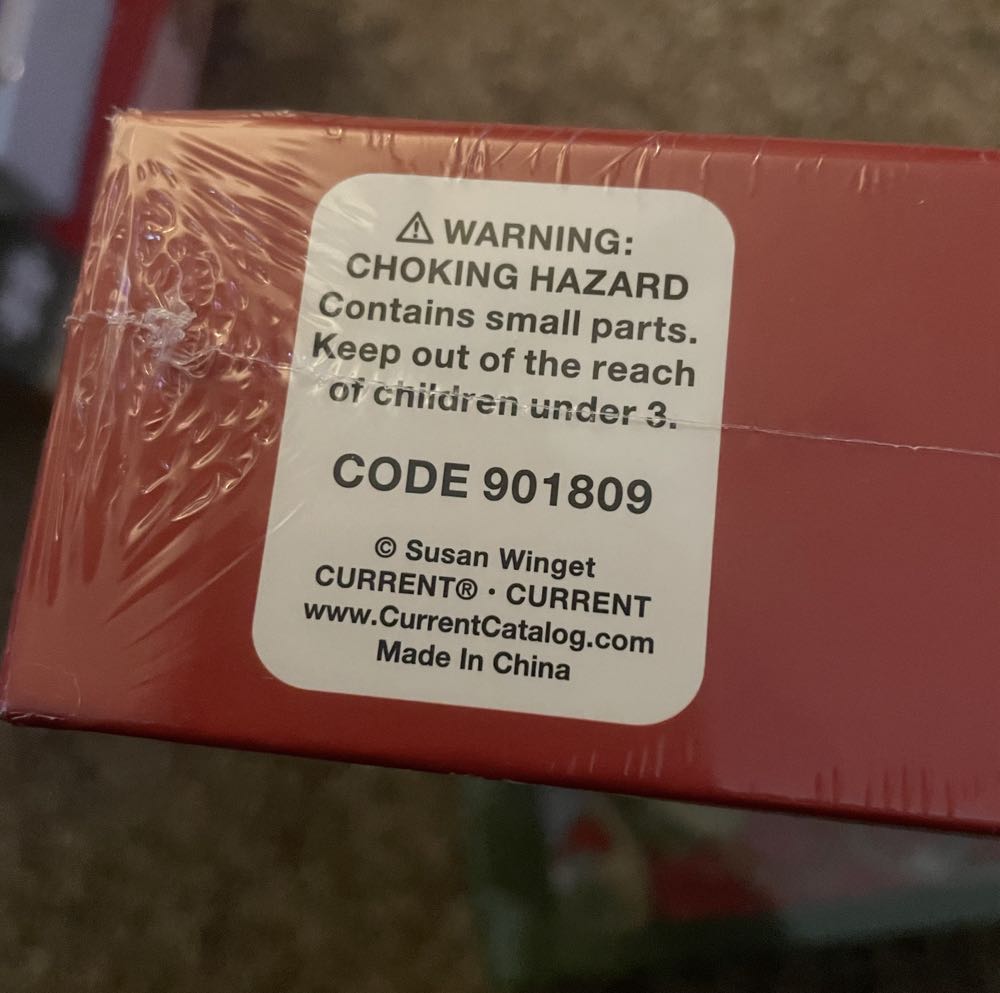 ⚠ WARNING:
CHOKING HAZARD
Contains small parts.
Keep out of the reach
of children under 3.
CODE 901809
© Susan Winget
CURRENT® · CURRENT
www.CurrentCatalog.com
Made In China